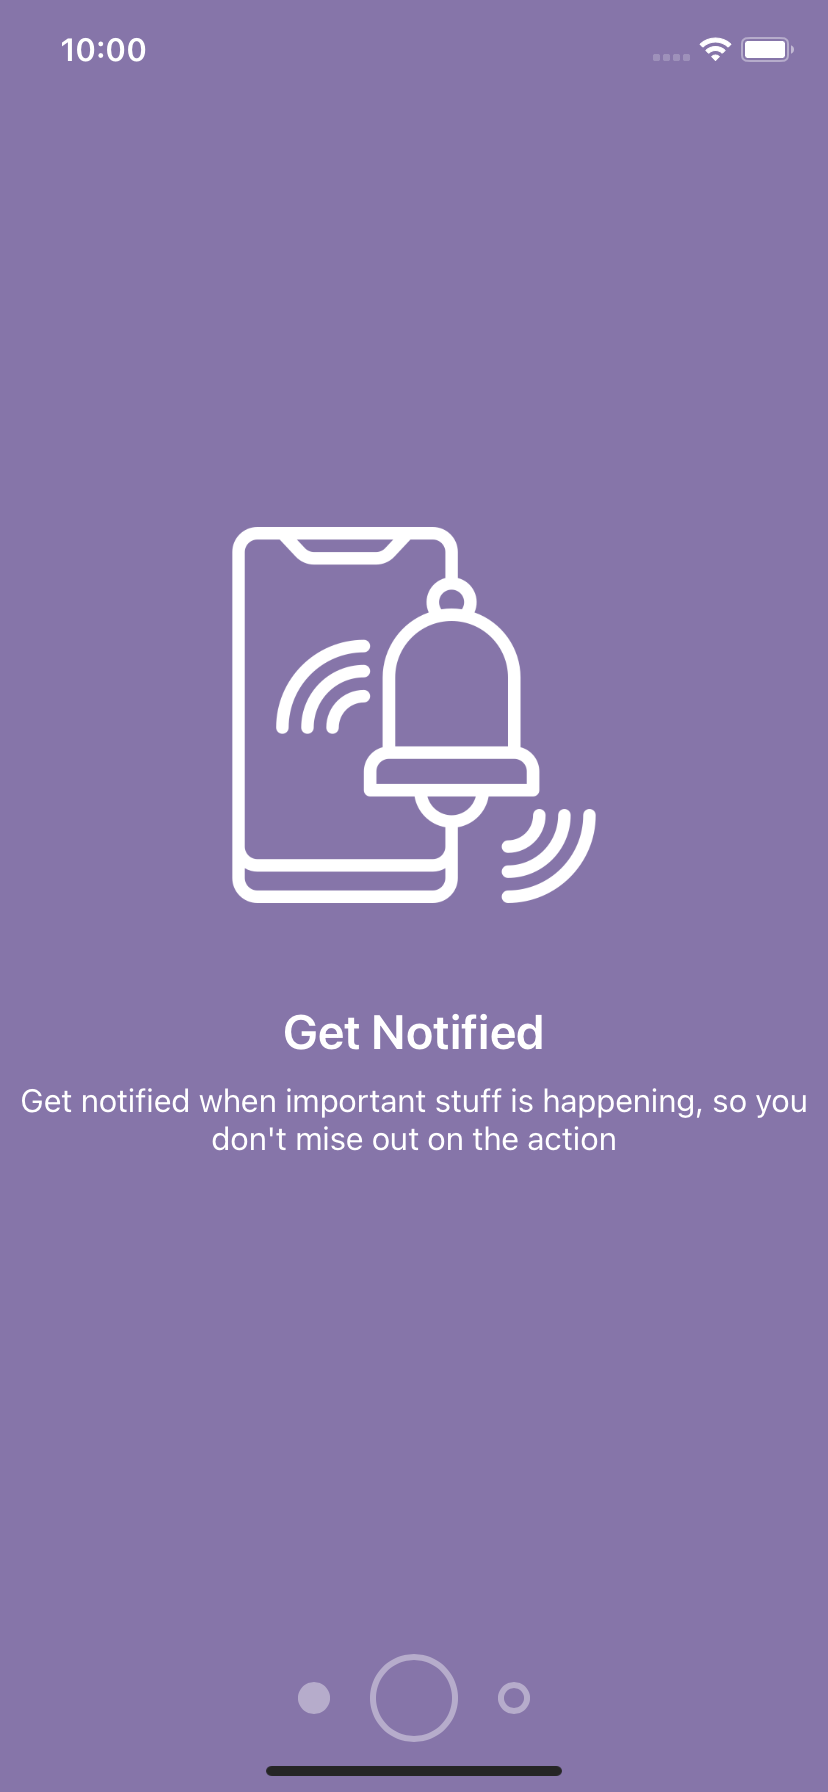 10:00
Get Notified
Get notified when important stuff is happening, so you
don't mise out on the action